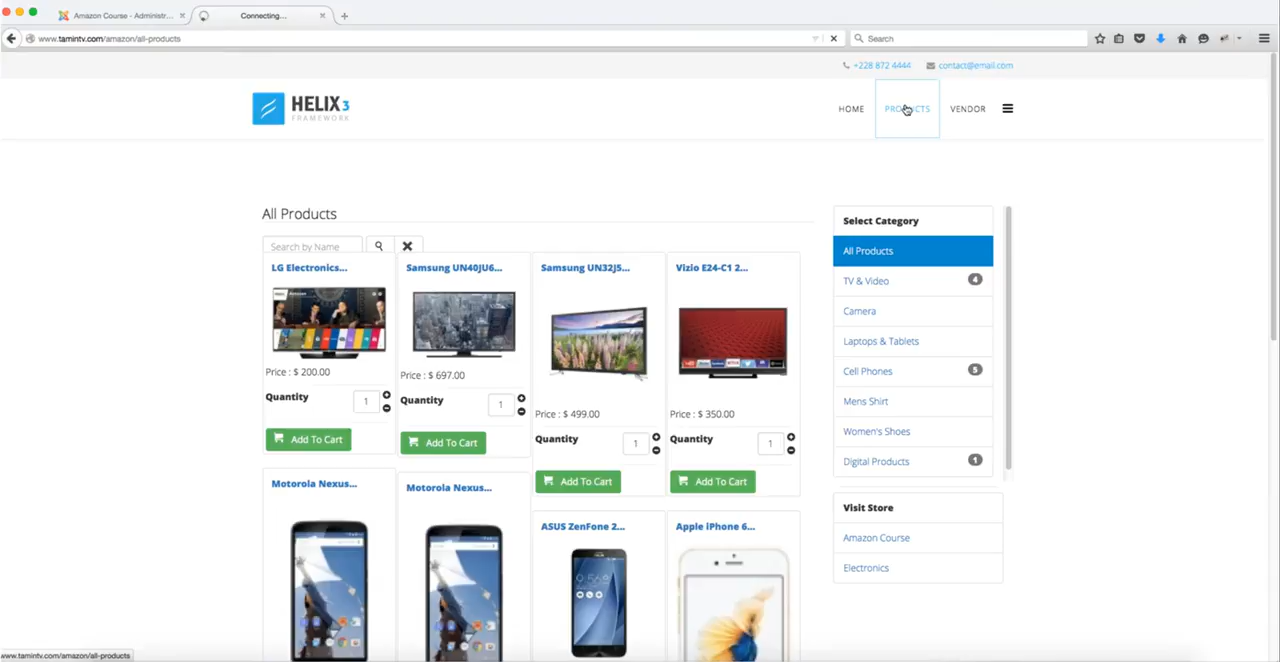 Amazon Course - Administr...
Connecting...
www.tamintv.com/amazon/all-products
Search
+228 872 4444 contact@email.com
HELIX3
FRAMEWORK
HOME PRODUCTS VENDOR
All Products
Search by Name
LG Electronics...
Price : $ 200.00
Quantity 1
Add To Cart
Samsung UN40JU6...
Price : $ 697.00
Quantity 1
Add To Cart
Samsung UN32J5...
Price : $ 499.00
Quantity 1
Add To Cart
Vizio E24-C1 2...
Price : $ 350.00
Quantity 1
Add To Cart
Motorola Nexus...
Motorola Nexus...
ASUS ZenFone 2...
Apple iPhone 6...
Select Category
All Products
TV & Video 4
Camera
Laptops & Tablets
Cell Phones 5
Mens Shirt
Women's Shoes
Digital Products 1
Visit Store
Amazon Course
Electronics
www.tamintv.com/amazon/all-products